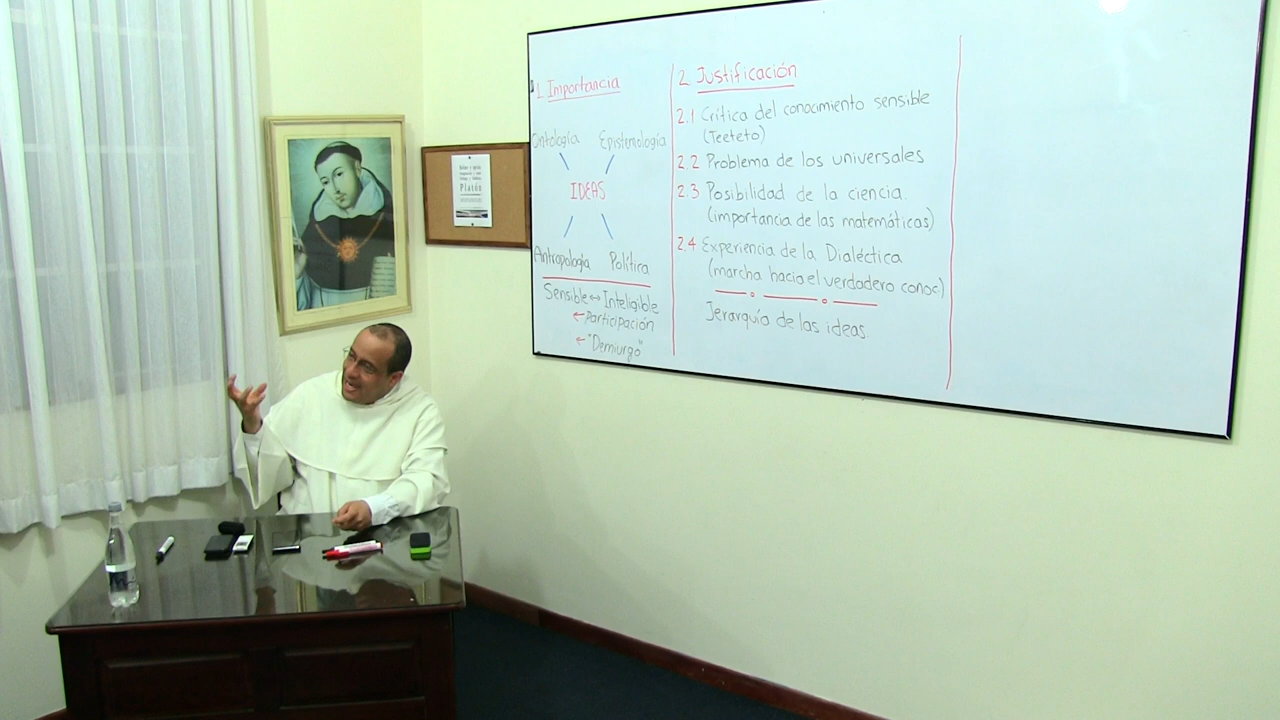 1. Importancia
Ontología Epistemología
IDEAS
Antropología Política
Sensible ↔ Inteligible
← Participación
← "Demiurgo"
2. Justificación
2.1 Crítica del conocimiento sensible
(Teeteto)
2.2 Problema de los universales
2.3 Posibilidad de la ciencia
(importancia de las matemáticas)
2.4 Experiencia de la Dialéctica
(marcha hacia el verdadero conoc.)
Jerarquía de las ideas.
Platón